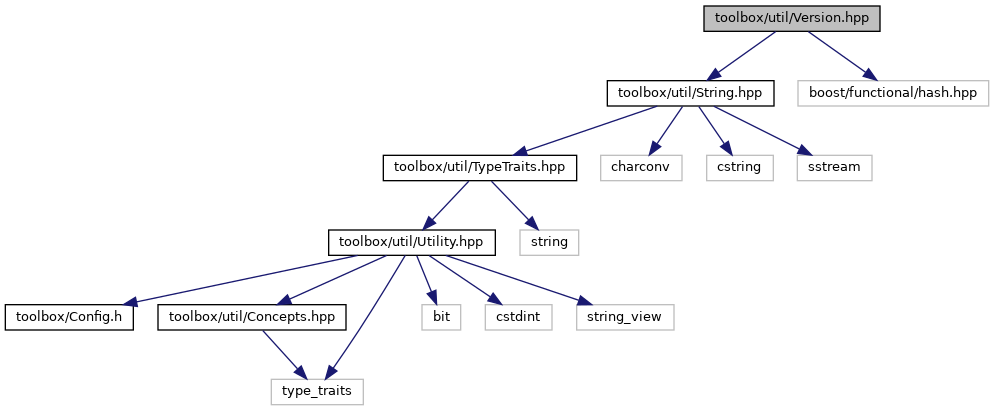 toolbox/util/Version.hpp
toolbox/util/String.hpp
boost/functional/hash.hpp
toolbox/util/TypeTraits.hpp
charconv
cstring
sstream
toolbox/util/Utility.hpp
string
toolbox/Config.h
toolbox/util/Concepts.hpp
bit
cstdint
string_view
type_traits